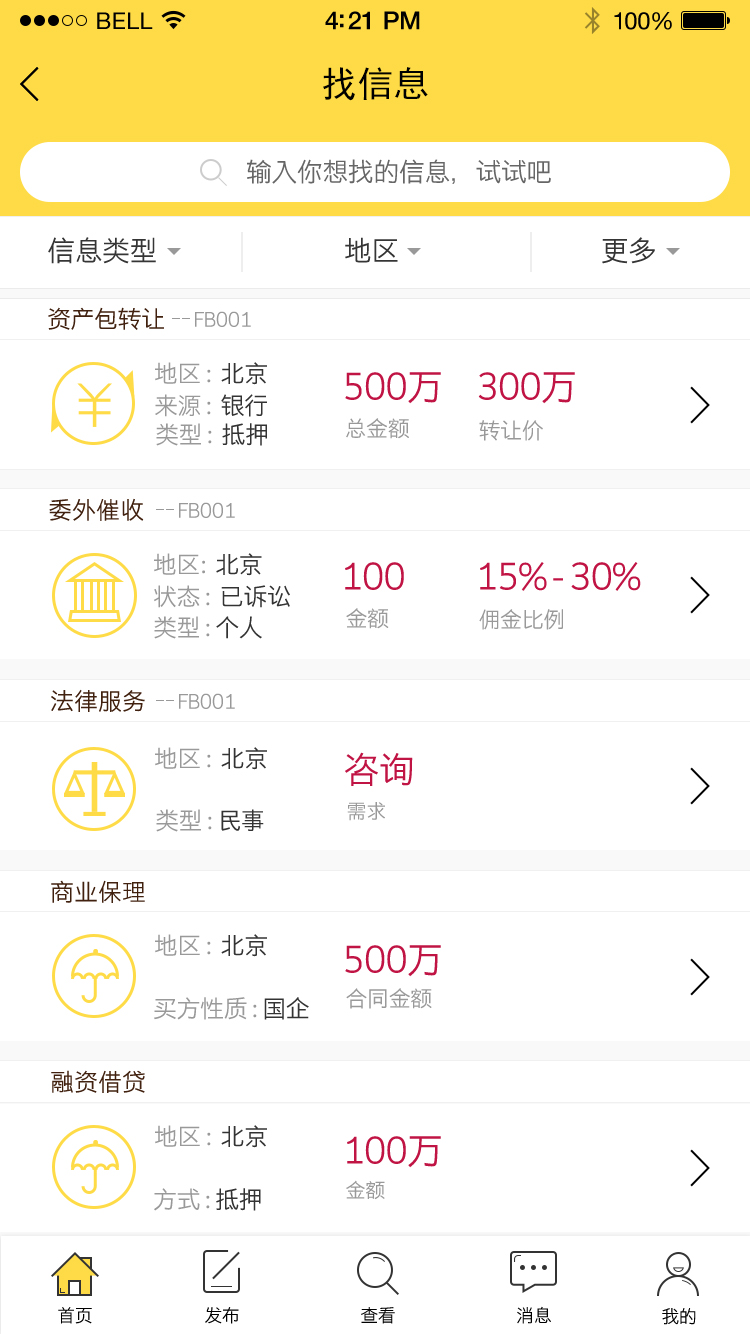 BELL 4:21 PM 100%
找信息
输入你想找的信息，试试吧
信息类型 地区 更多
资产包转让 --FB001
地区： 北京
来源： 银行
类型： 抵押
500万 300万
总金额 转让价
委外催收 --FB001
地区： 北京
状态： 已诉讼
类型： 个人
100 15%-30%
金额 佣金比例
法律服务 --FB001
地区： 北京
类型： 民事
咨询
需求
商业保理
地区： 北京
买方性质： 国企
500万
合同金额
融资借贷
地区： 北京
方式： 抵押
100万
金额
首页 发布 查看 消息 我的